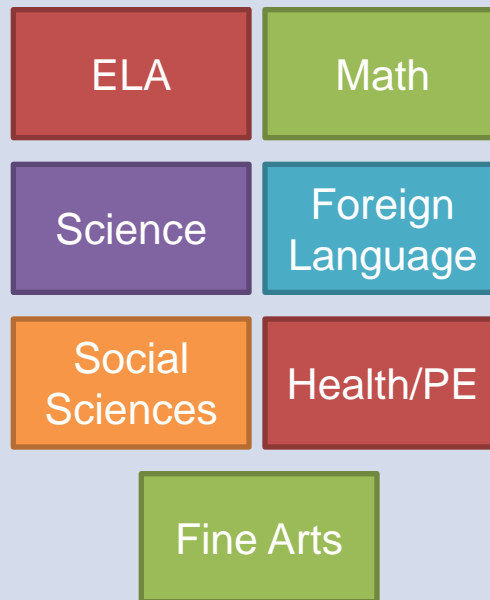 ELA
Math
Science
Foreign
Language
Social
Sciences
Health/PE
Fine Arts